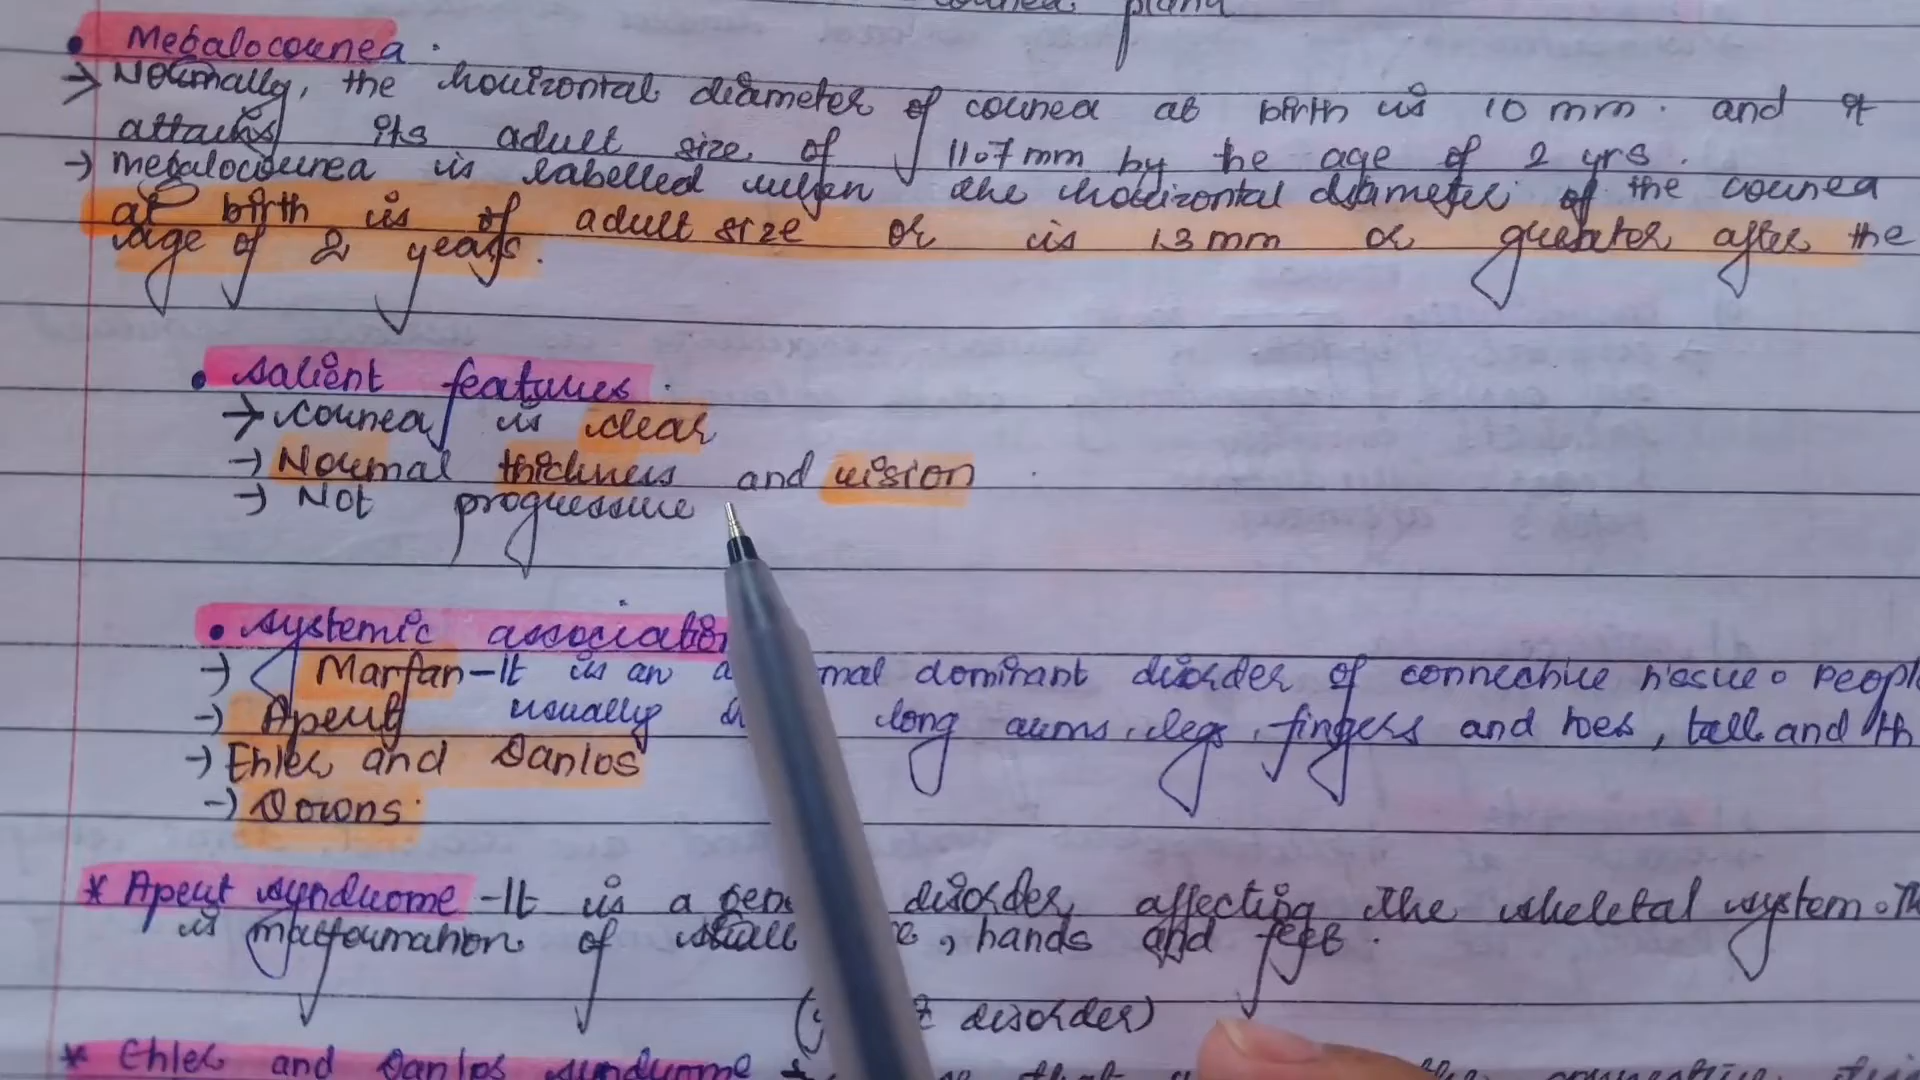 cornea plana
• Megalocornea.
→ Normally, the horizontal diameter of cornea at birth is 10 mm. and it
attains its adult size of 11.7 mm by the age of 2 yrs.
→ Megalocornea is labelled when the horizontal diameter of the cornea
at birth is of adult size or is 13 mm or greater after the
age of 2 years.
• Salient features.
→ Cornea is clear
→ Normal thickness and vision
→ Not progressive
• Systemic association
→ Marfan-It is an a mal dominant disorder of connective tissue. Peopl
→ Apert usually long arms, legs, fingers and toes, tall and th
→ Ehler and Danlos
→ Downs.
* Apert syndrome -It is a gene disorder affecting the skeletal system. Th
is malformation of skull , hands and feet.
disorder)
* Ehler and Danlos syndrome